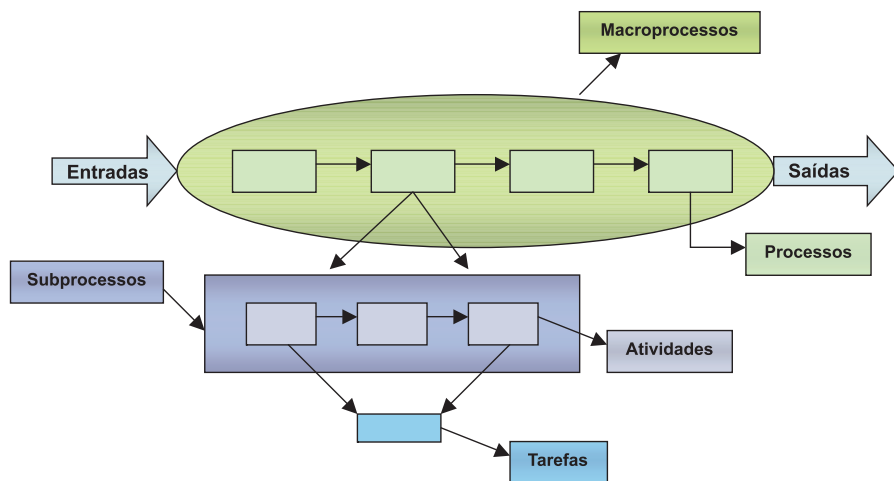 Macroprocessos
Entradas
Saídas
Processos
Subprocessos
Atividades
Tarefas